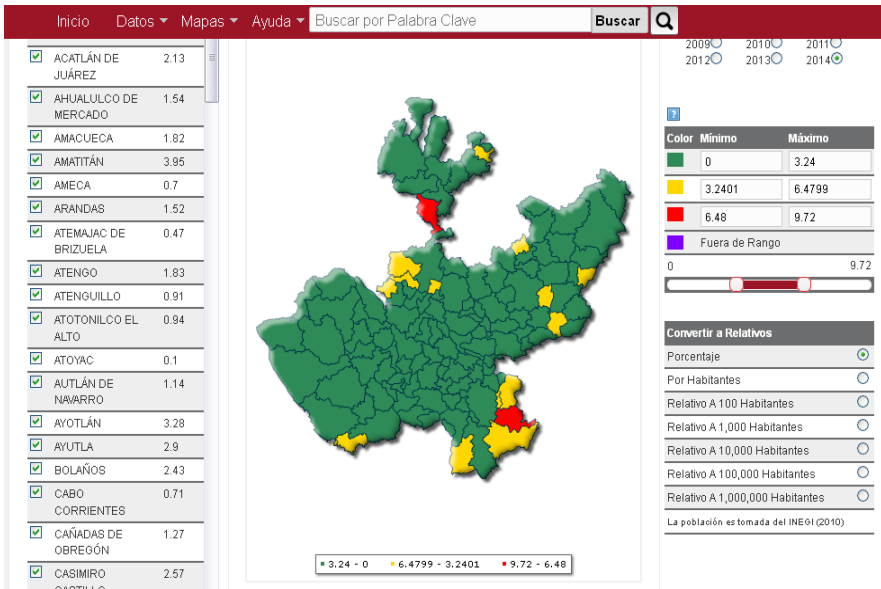 Inicio Datos Mapas Ayuda Buscar por Palabra Clave Buscar
ACATLÁN DE 2.13
JUÁREZ
AHUALULCO DE 1.54
MERCADO
AMACUECA 1.82
AMATITÁN 3.95
AMECA 0.7
ARANDAS 1.52
ATEMAJAC DE 0.47
BRIZUELA
ATENGO 1.83
ATENGUILLO 0.91
ATOTONILCO EL 0.94
ALTO
ATOYAC 0.1
AUTLÁN DE 1.14
NAVARRO
AYOTLÁN 3.28
AYUTLA 2.9
BOLAÑOS 2.43
CABO 0.71
CORRIENTES
CAÑADAS DE 1.27
OBREGÓN
CASIMIRO 2.57
CASTILLO
3.24 - 0 6.4799 - 3.2401 9.72 - 6.48
2009 2010 2011
2012 2013 2014
?
Color Mínimo Máximo
0 3.24
3.2401 6.4799
6.48 9.72
Fuera de Rango
0 9.72
Convertir a Relativos
Porcentaje
Por Habitantes
Relativo A 100 Habitantes
Relativo A 1,000 Habitantes
Relativo A 10,000 Habitantes
Relativo A 100,000 Habitantes
Relativo A 1,000,000 Habitantes
La población es tomada del INEGI (2010)